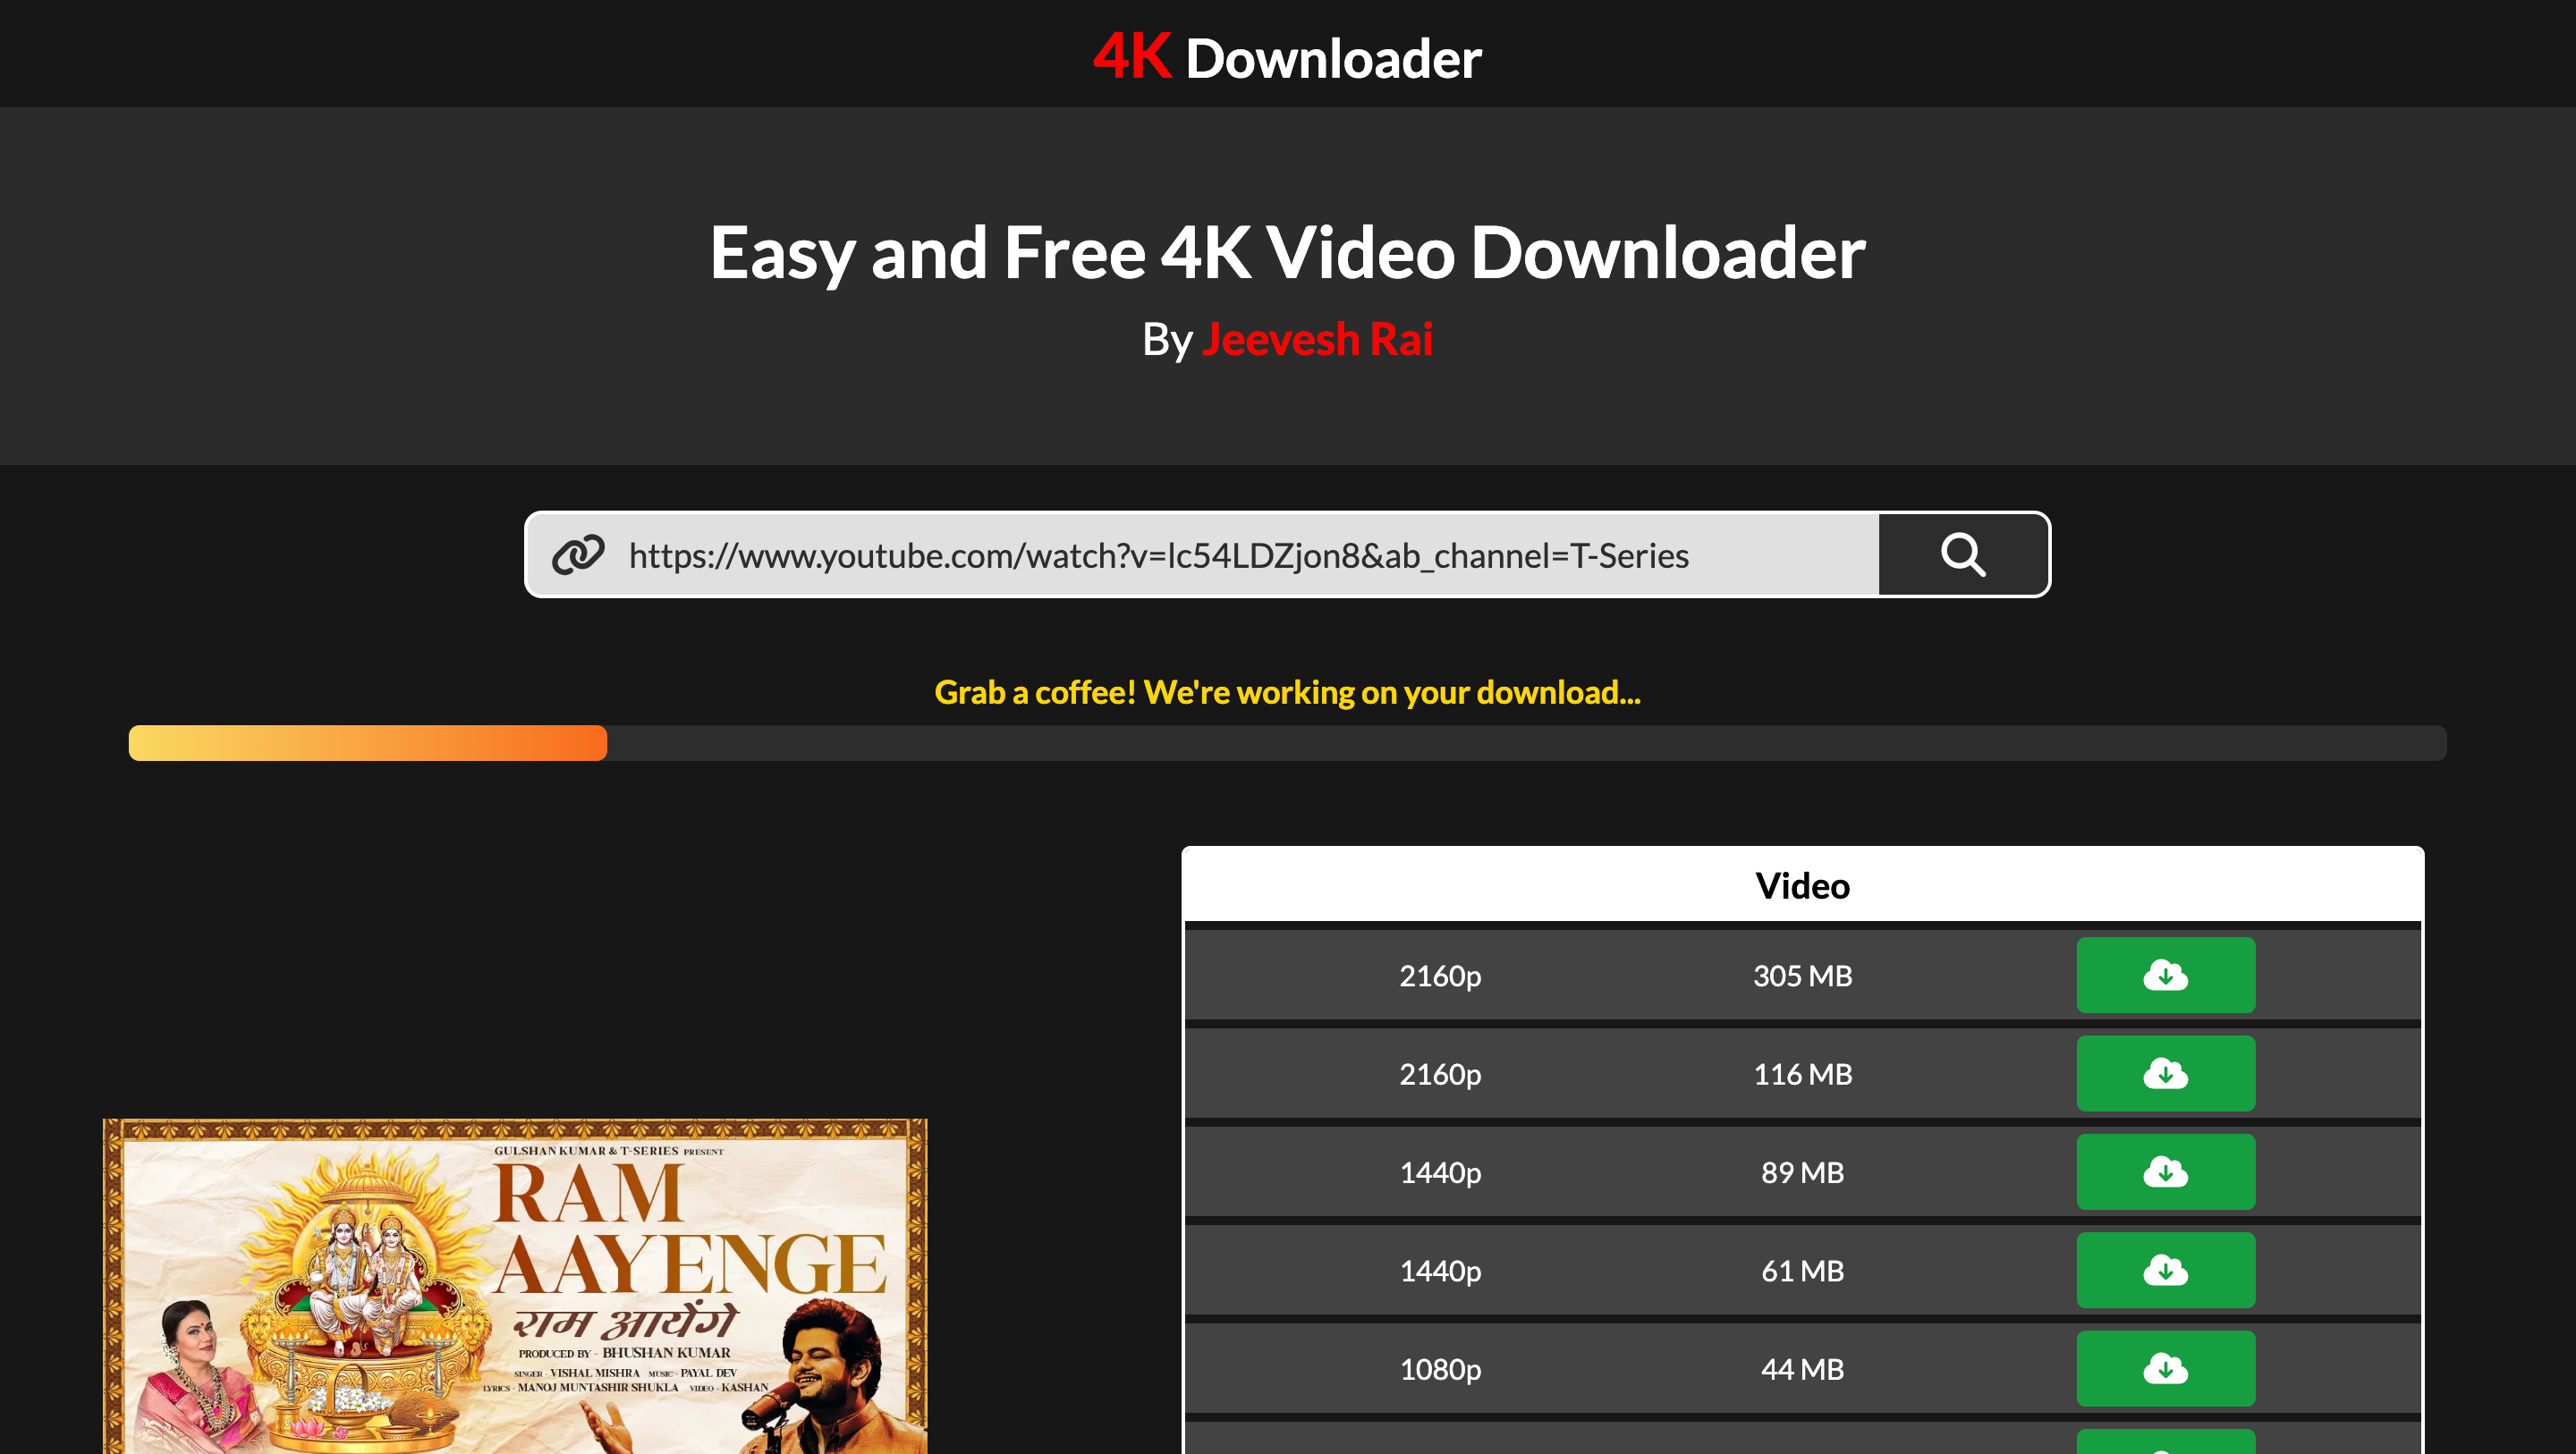 4K Downloader
Easy and Free 4K Video Downloader
By Jeevesh Rai
https://www.youtube.com/watch?v=lc54LDZjon8&ab_channel=T-Series
Grab a coffee! We're working on your download...
GULSHAN KUMAR & T-SERIES PRESENT
RAM
AAYENGE
राम आयेंगे
PRODUCED BY - BHUSHAN KUMAR
SINGER - VISHAL MISHRA MUSIC - PAYAL DEV
LYRICS - MANOJ MUNTASHIR SHUKLA VIDEO - KASHAN
Video
2160p 305 MB
2160p 116 MB
1440p 89 MB
1440p 61 MB
1080p 44 MB